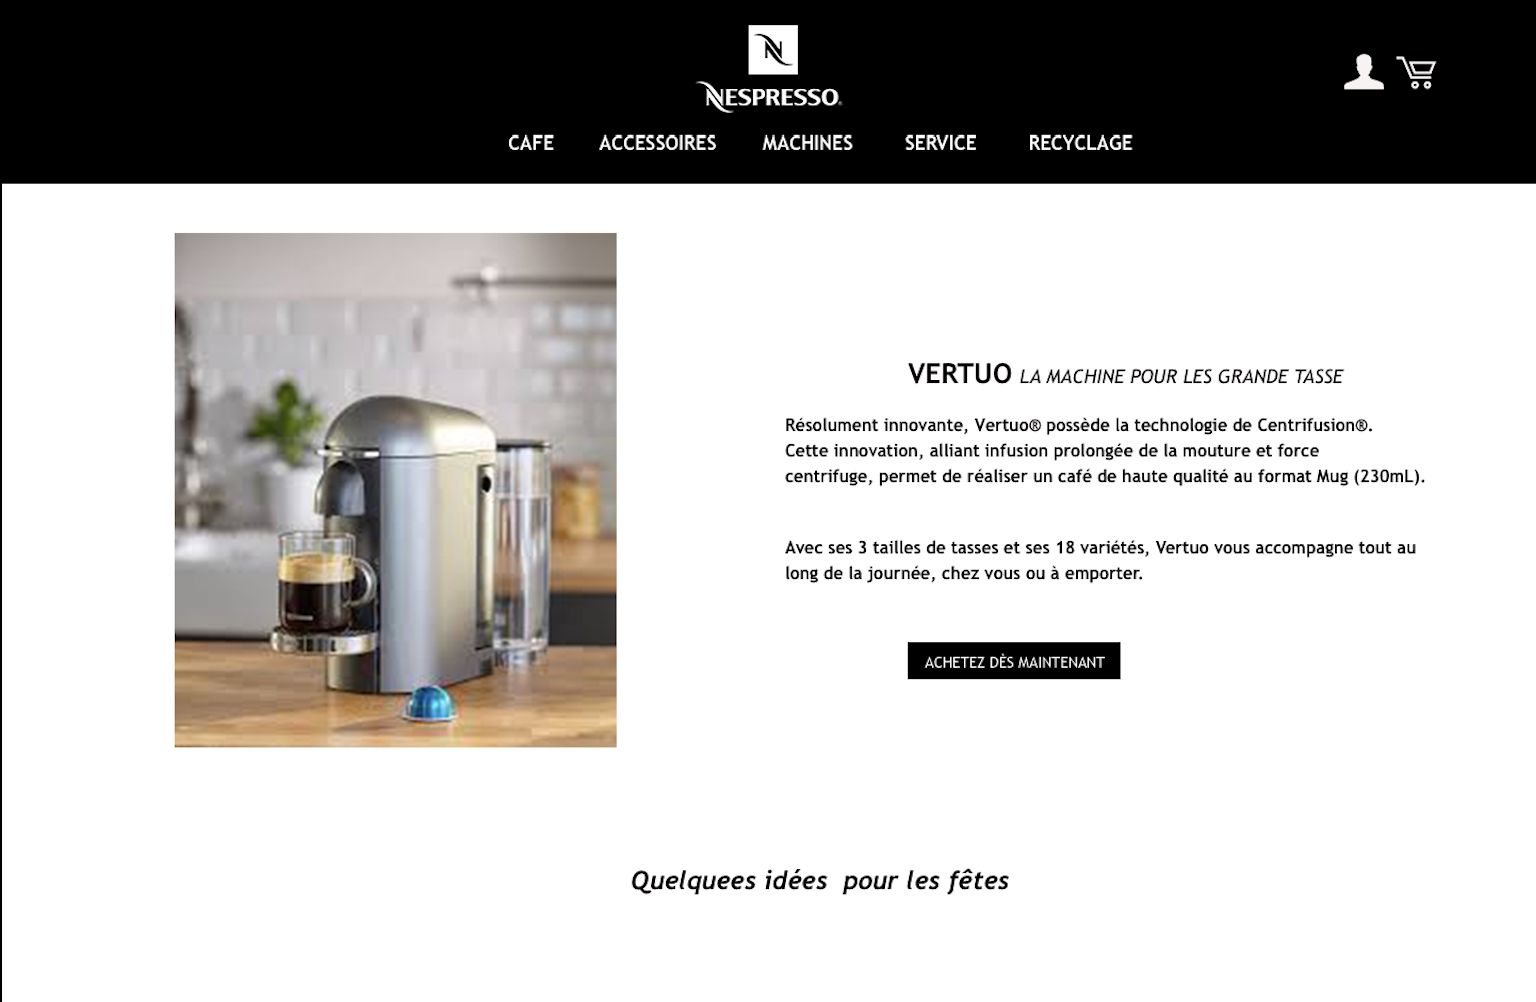 N
NESPRESSO®
CAFE ACCESSOIRES MACHINES SERVICE RECYCLAGE
VERTUO LA MACHINE POUR LES GRANDE TASSE
Résolument innovante, Vertuo® possède la technologie de Centrifusion®.
Cette innovation, alliant infusion prolongée de la mouture et force
centrifuge, permet de réaliser un café de haute qualité au format Mug (230mL).
Avec ses 3 tailles de tasses et ses 18 variétés, Vertuo vous accompagne tout au
long de la journée, chez vous ou à emporter.
ACHETEZ DÈS MAINTENANT
Quelquees idées pour les fêtes